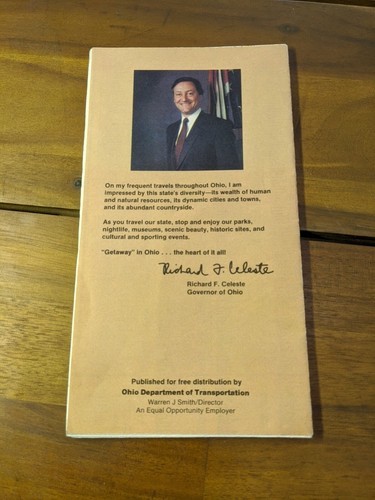 On my frequent travels throughout Ohio, I am
impressed by this state's diversity—its wealth of human
and natural resources, its dynamic cities and towns,
and its abundant countryside.
As you travel our state, stop and enjoy our parks,
nightlife, museums, scenic beauty, historic sites, and
cultural and sporting events.
"Getaway" in Ohio . . . the heart of it all!
Richard F. Celeste
Richard F. Celeste
Governor of Ohio
Published for free distribution by
Ohio Department of Transportation
Warren J Smith/Director
An Equal Opportunity Employer